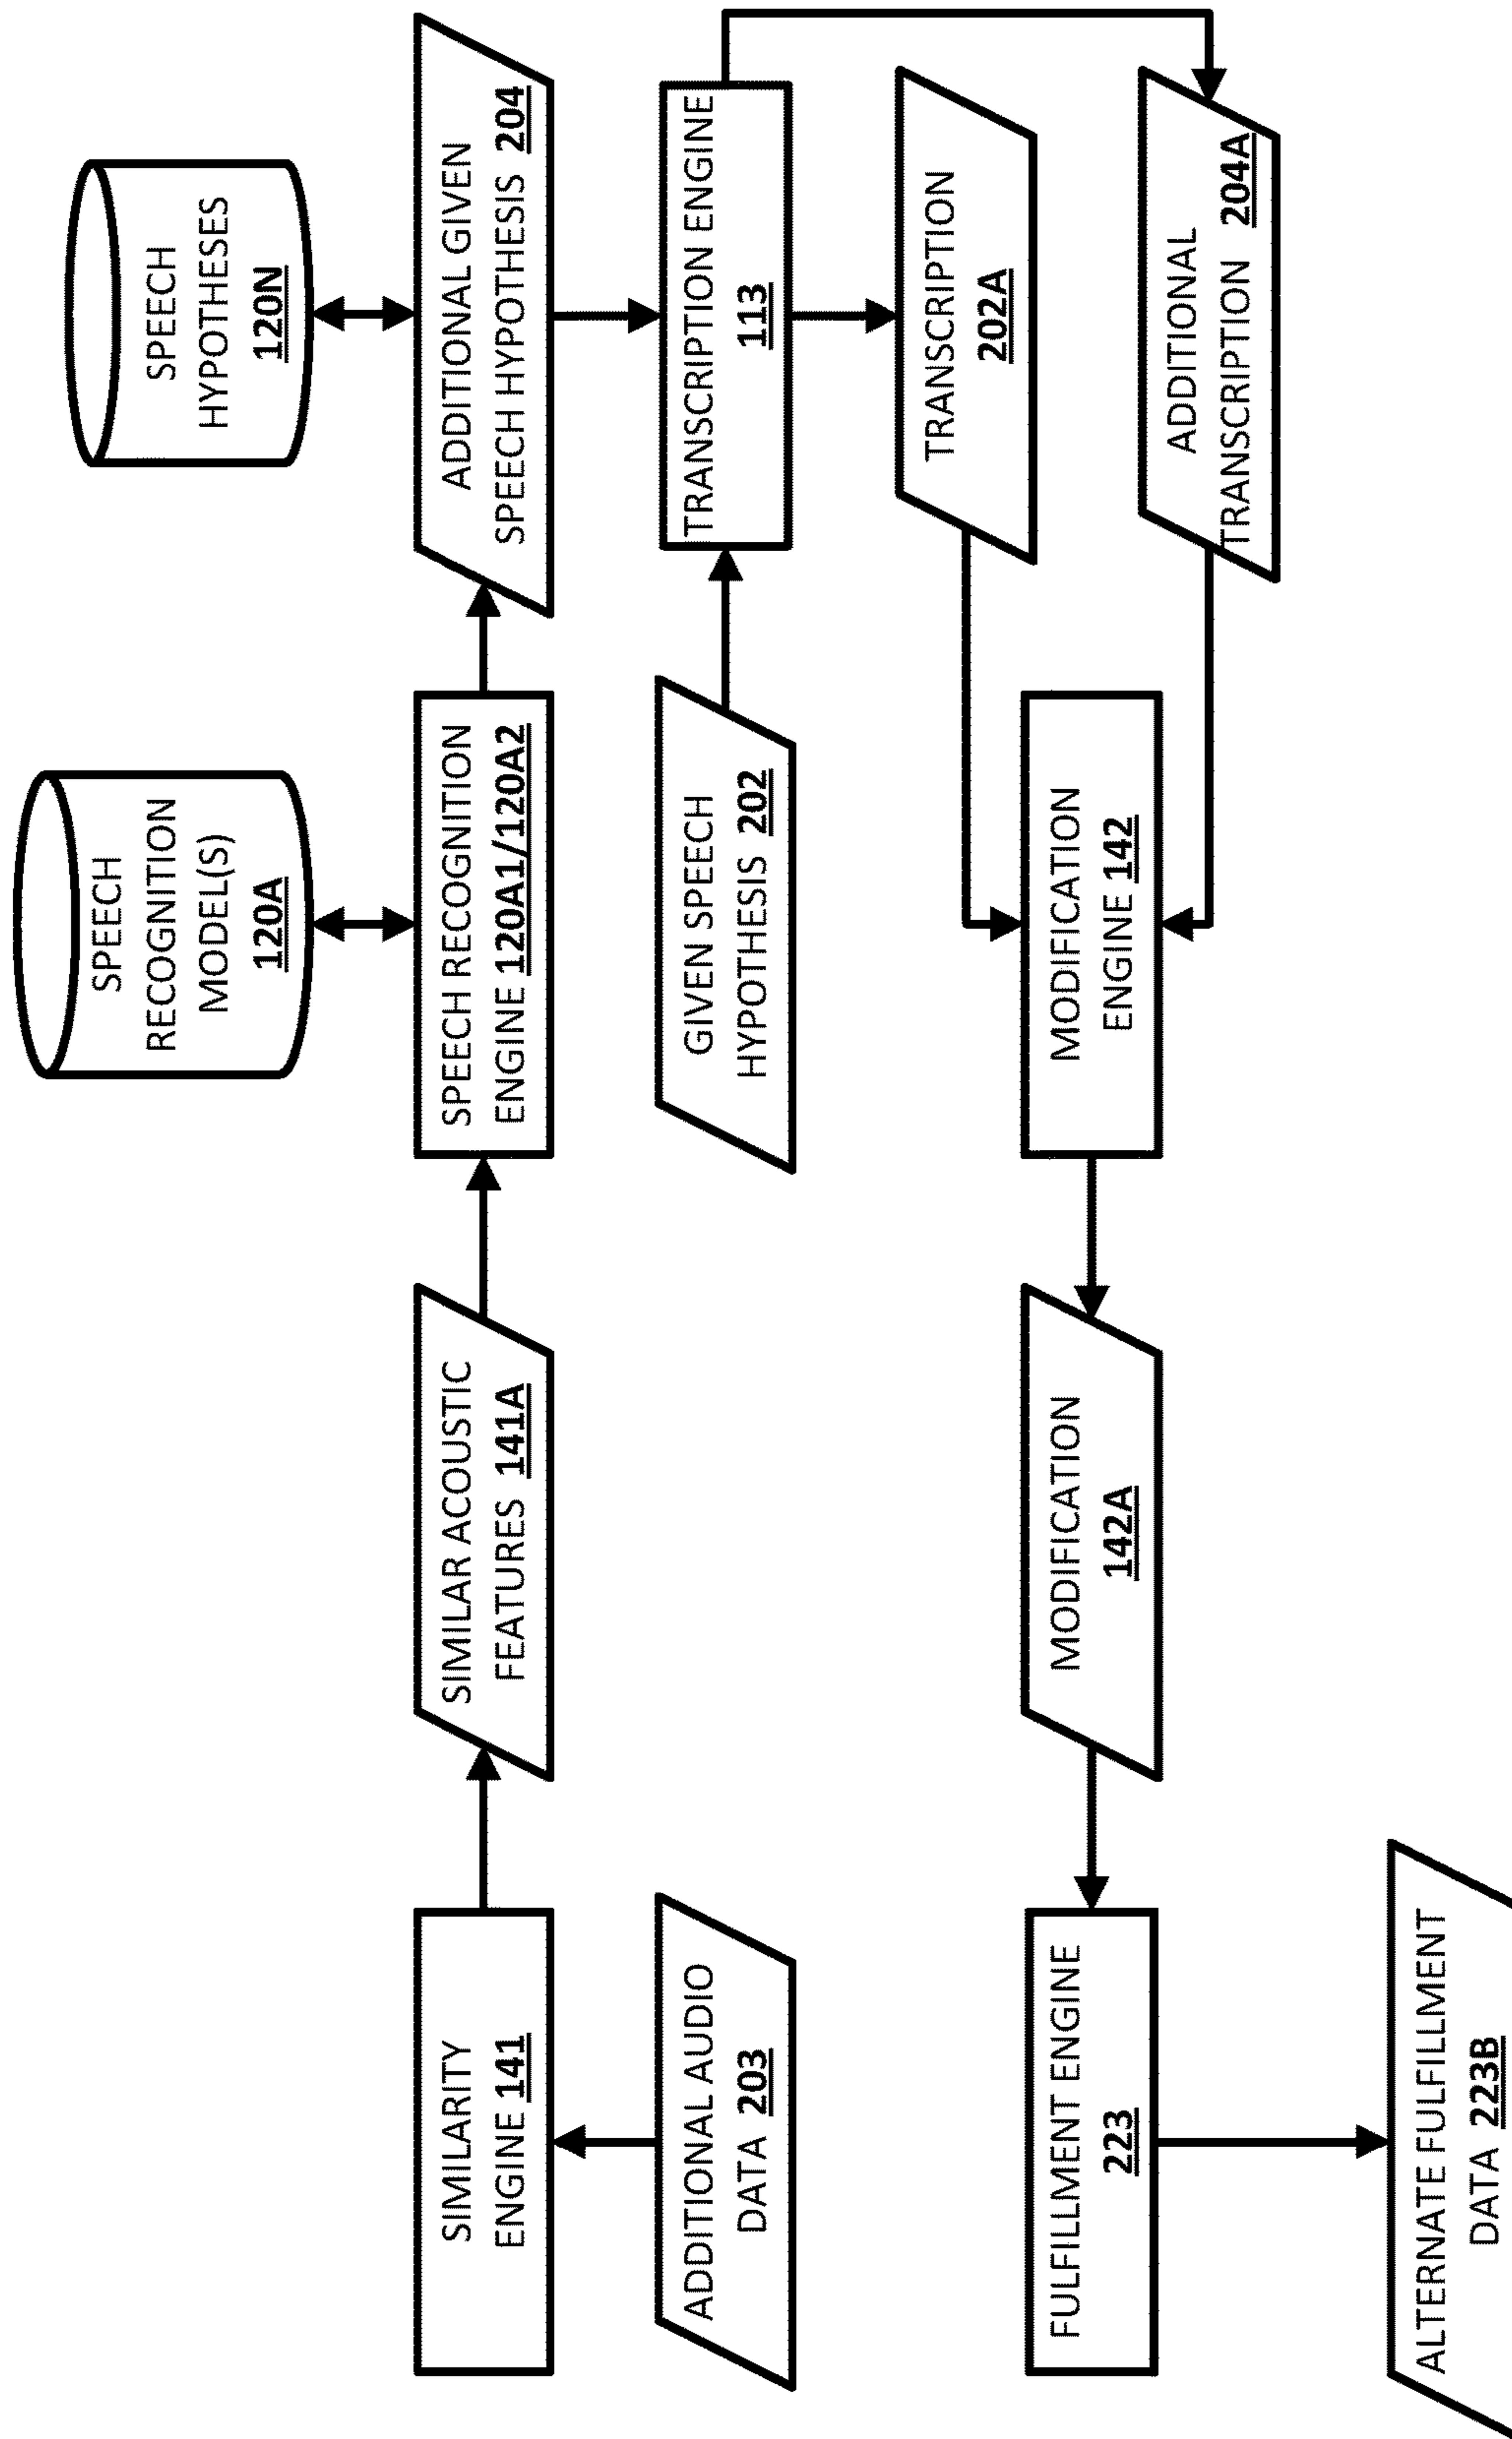 SPEECH
RECOGNITION
MODEL(S)
120A
SPEECH
HYPOTHESES
120N
SIMILARITY
ENGINE 141
SIMILAR ACOUSTIC
FEATURES 141A
SPEECH RECOGNITION
ENGINE 120A1/120A2
ADDITIONAL GIVEN
SPEECH HYPOTHESIS 204
ADDITIONAL AUDIO
DATA 203
GIVEN SPEECH
HYPOTHESIS 202
TRANSCRIPTION ENGINE
113
TRANSCRIPTION
202A
FULFILLMENT ENGINE
223
MODIFICATION
142A
MODIFICATION
ENGINE 142
ADDITIONAL
TRANSCRIPTION 204A
ALTERNATE FULFILLMENT
DATA 223B